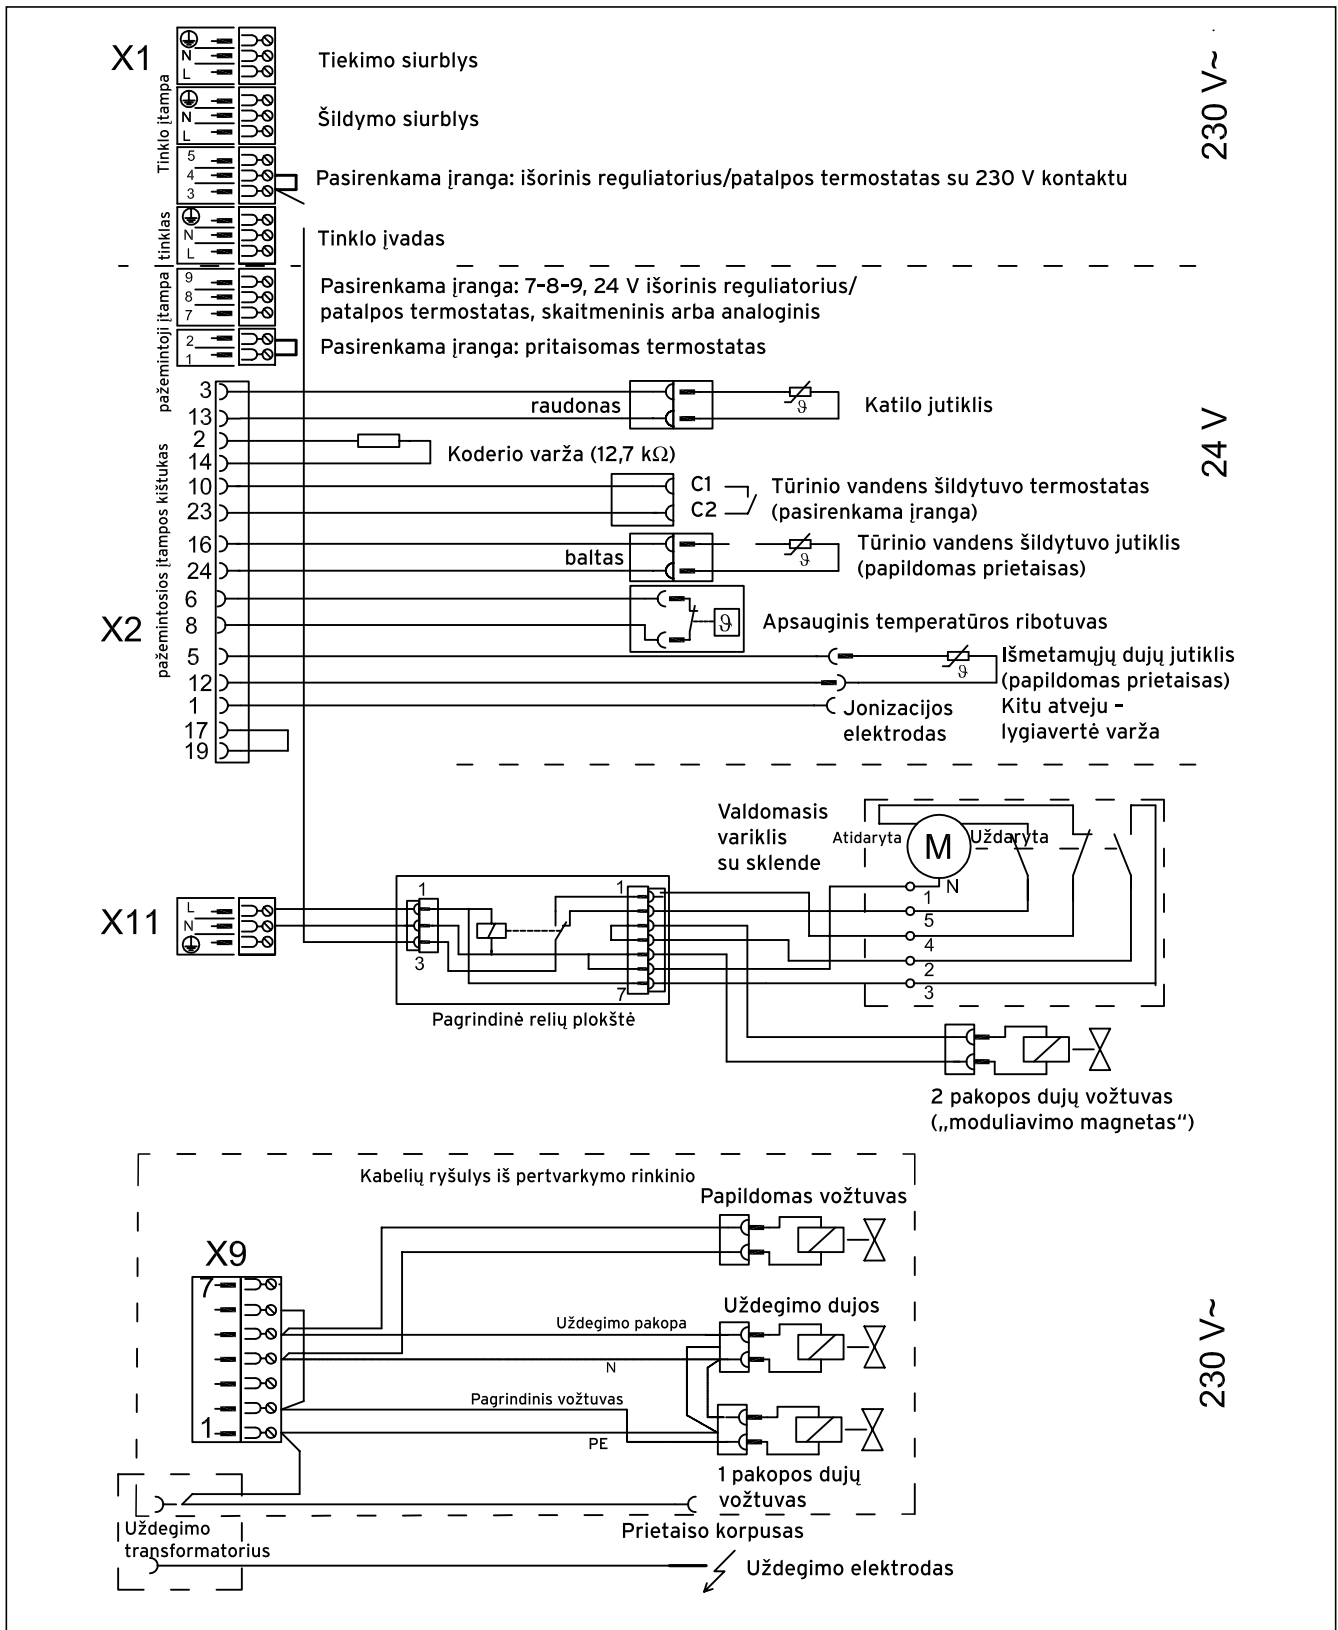 X1
N
L
Tiekimo siurblys
Tinklo įtampa
N
L
Šildymo siurblys
5
4
3
Pasirenkama įranga: išorinis reguliatorius/patalpos termostatas su 230 V kontaktu
230 V~
tinklas
N
L
Tinklo įvadas
pažemintoji įtampa
9
8
7
Pasirenkama įranga: 7-8-9, 24 V išorinis reguliatorius/
patalpos termostatas, skaitmeninis arba analoginis
2
1
Pasirenkama įranga: pritaisomas termostatas
24 V
X2
pažemintosios įtampos kištukas
3
13
raudonas
ϑ
Katilo jutiklis
2
14
Koderio varža (12,7 kΩ)
10
23
C1
C2
Tūrinio vandens šildytuvo termostatas
(pasirenkama įranga)
16
24
baltas
ϑ
Tūrinio vandens šildytuvo jutiklis
(papildomas prietaisas)
6
8
ϑ
Apsauginis temperatūros ribotuvas
5
12
ϑ
Išmetamųjų dujų jutiklis
(papildomas prietaisas)
Kitu atveju –
lygiavertė varža
1
Jonizacijos
elektrodas
17
19
Valdomasis
variklis
su sklende
Atidaryta
M
Uždaryta
N
1
5
4
2
3
X11
L
N
1
3
1
7
Pagrindinė relių plokštė
2 pakopos dujų vožtuvas
(„moduliavimo magnetas“)
Kabelių ryšulys iš pertvarkymo rinkinio
Papildomas vožtuvas
X9
7
1
Uždegimo dujos
Uždegimo pakopa
N
Pagrindinis vožtuvas
PE
1 pakopos dujų
vožtuvas
230 V~
Uždegimo
transformatorius
Prietaiso korpusas
Uždegimo elektrodas